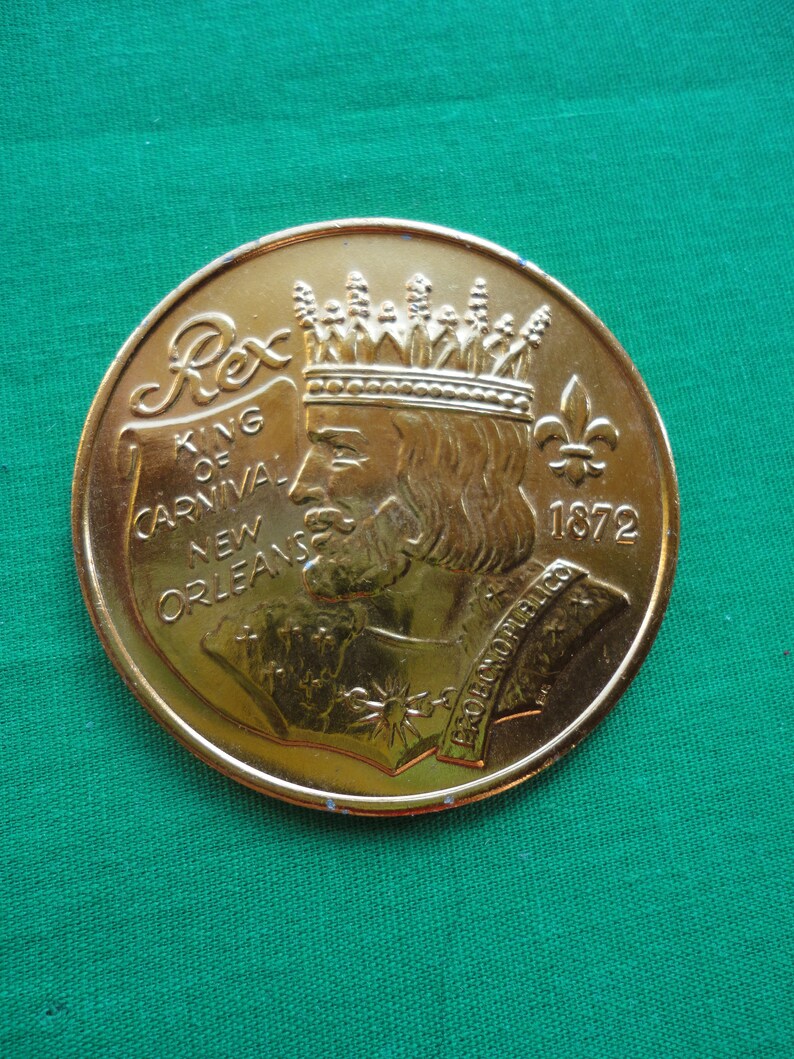 Rex
KING
OF
CARNIVAL
NEW
ORLEANS
1872
PRO BONO PUBLICO